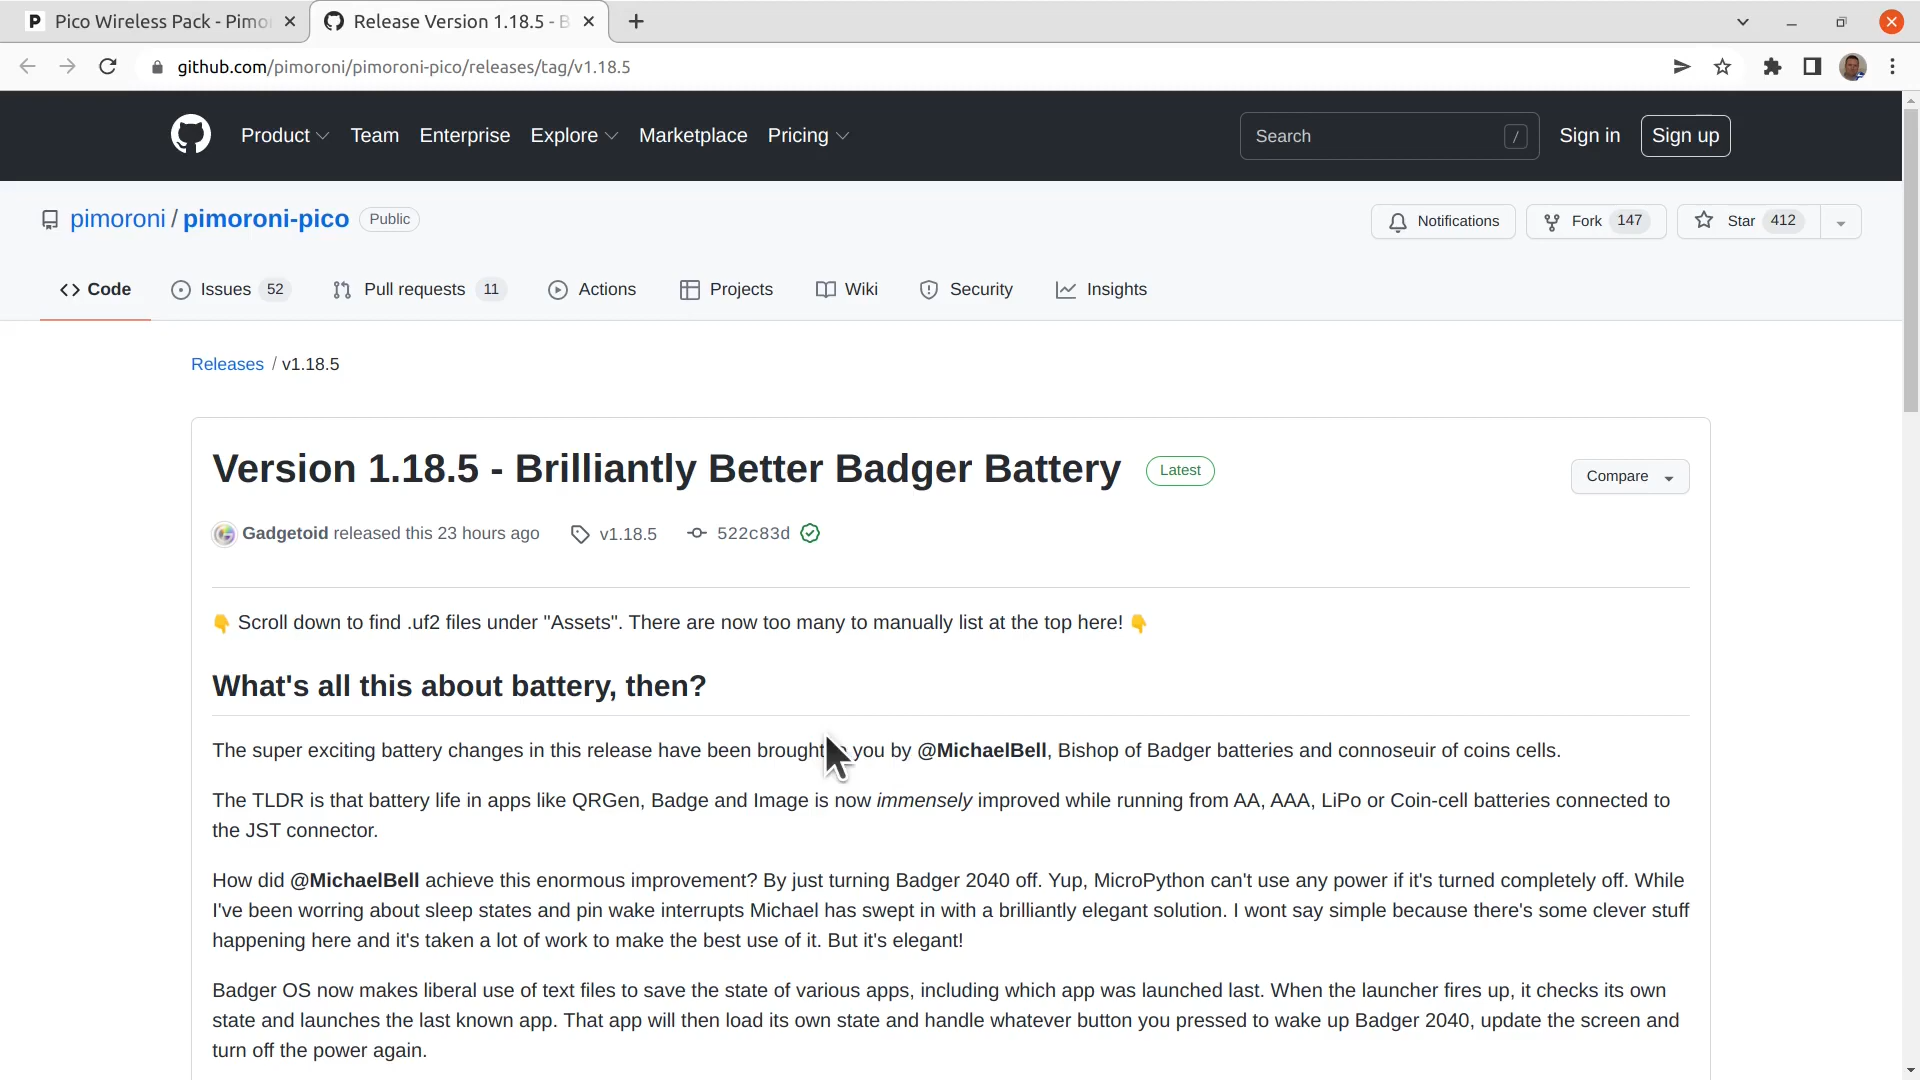 Pico Wireless Pack - Pimo
Release Version 1.18.5 - B
github.com/pimoroni/pimoroni-pico/releases/tag/v1.18.5
Product Team Enterprise Explore Marketplace Pricing
Search /
Sign in
Sign up
pimoroni / pimoroni-pico Public
Notifications
Fork 147
Star 412
Code
Issues 52
Pull requests 11
Actions
Projects
Wiki
Security
Insights
Releases / v1.18.5
Version 1.18.5 - Brilliantly Better Badger Battery Latest
Compare
Gadgetoid released this 23 hours ago v1.18.5 522c83d
👇 Scroll down to find .uf2 files under "Assets". There are now too many to manually list at the top here! 👇
What's all this about battery, then?
The super exciting battery changes in this release have been brought you by @MichaelBell, Bishop of Badger batteries and connoseuir of coins cells.
The TLDR is that battery life in apps like QRGen, Badge and Image is now immensely improved while running from AA, AAA, LiPo or Coin-cell batteries connected to
the JST connector.
How did @MichaelBell achieve this enormous improvement? By just turning Badger 2040 off. Yup, MicroPython can't use any power if it's turned completely off. While
I've been worring about sleep states and pin wake interrupts Michael has swept in with a brilliantly elegant solution. I wont say simple because there's some clever stuff
happening here and it's taken a lot of work to make the best use of it. But it's elegant!
Badger OS now makes liberal use of text files to save the state of various apps, including which app was launched last. When the launcher fires up, it checks its own
state and launches the last known app. That app will then load its own state and handle whatever button you pressed to wake up Badger 2040, update the screen and
turn off the power again.